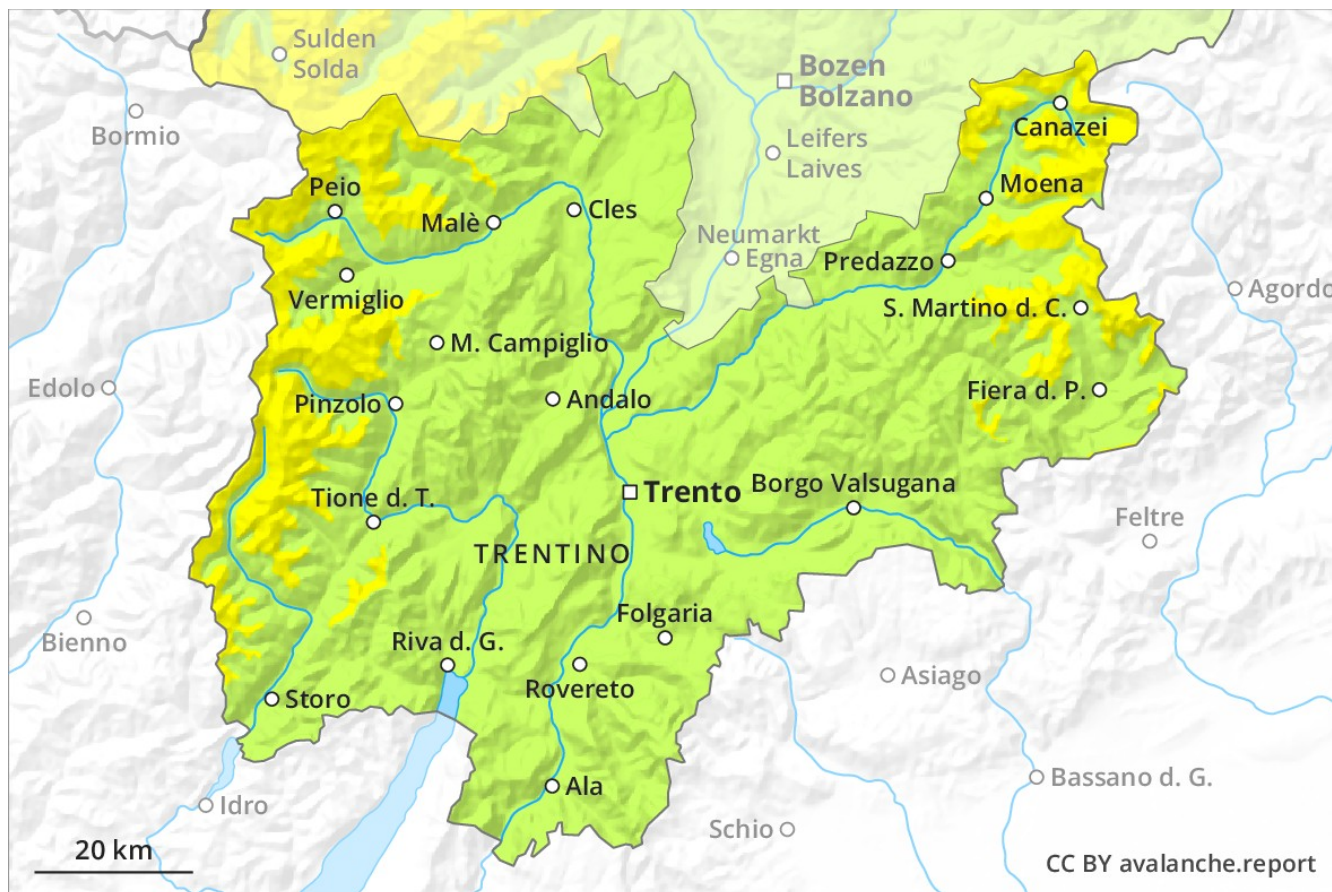 Sulden
Solda
Bozen
Bolzano
Bormio
Canazei
Leifers
Laives
Peio
Moena
Malè
Cles
Neumarkt
Egna
Predazzo
Vermiglio
Agordo
S. Martino d. C.
M. Campiglio
Edolo
Pinzolo
Andalo
Fiera d. P.
Tione d. T.
Trento
Borgo Valsugana
Feltre
TRENTINO
Bienno
Folgaria
Riva d. G.
Asiago
Storo
Rovereto
Bassano d. G.
Ala
Idro
Schio
20 km
CC BY avalanche.report